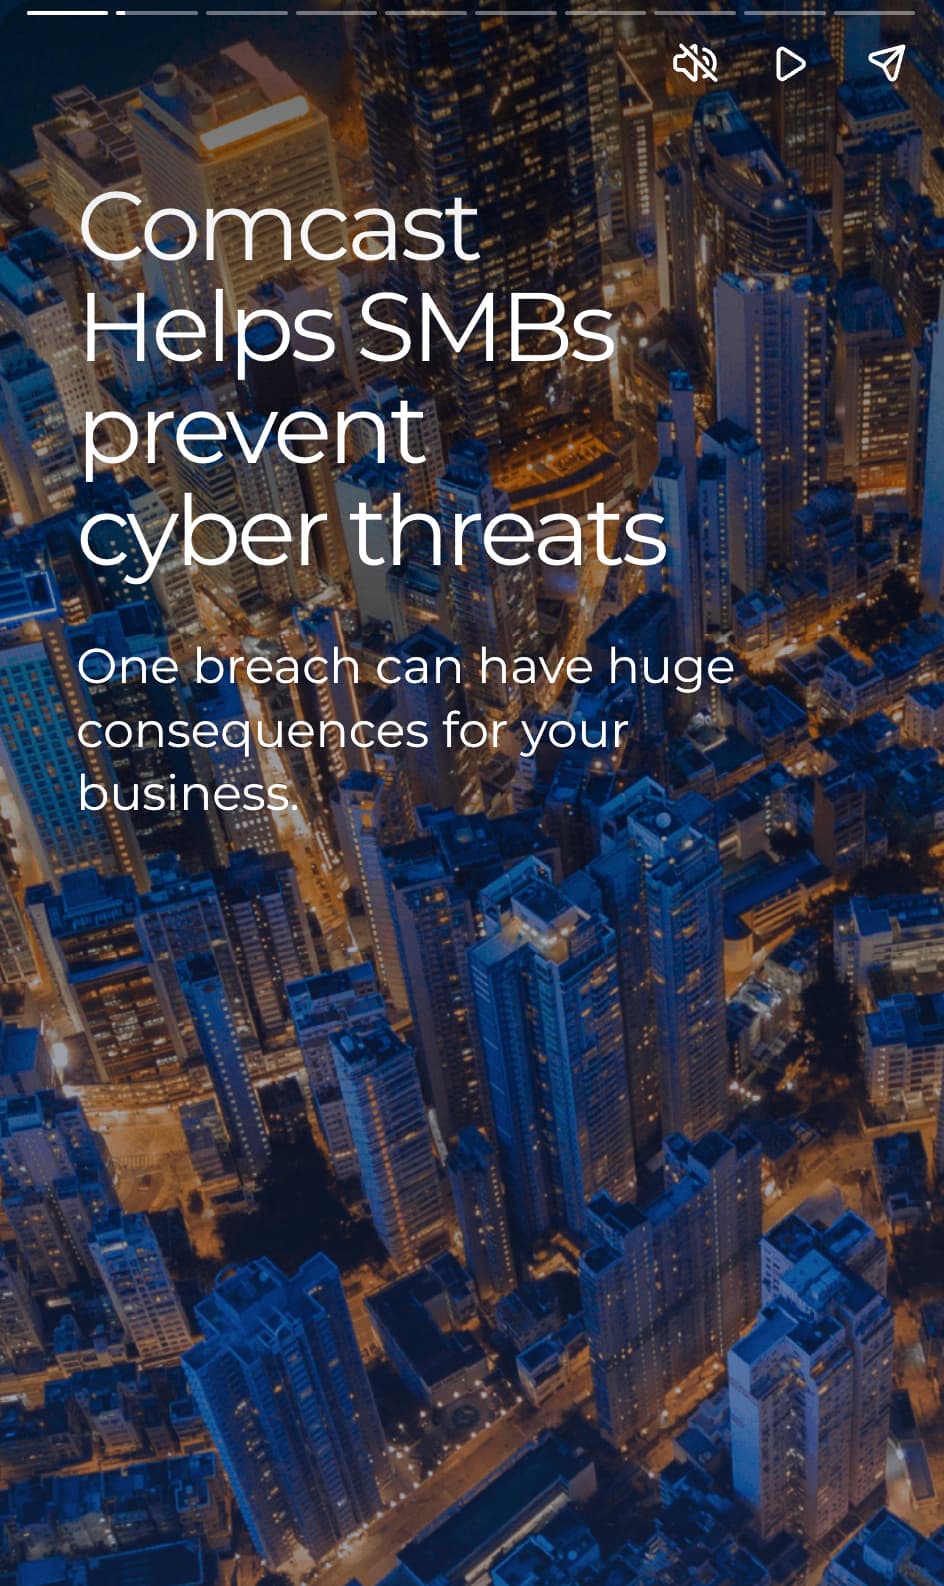 Comcast
Helps SMBs
prevent
cyber threats
One breach can have huge
consequences for your
business.